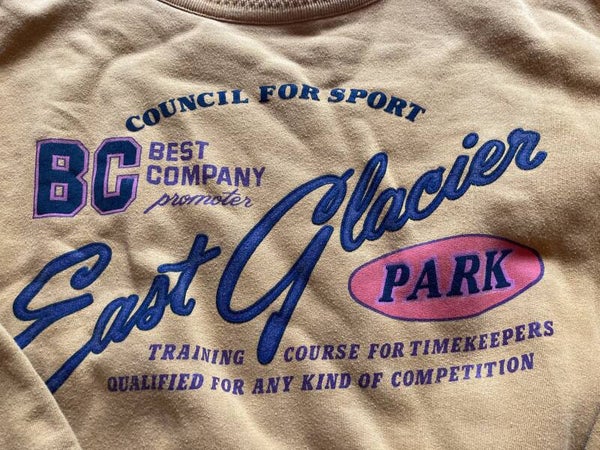 COUNCIL FOR SPORT
BC BEST
COMPANY
promoter
East Glacier
PARK
TRAINING COURSE FOR TIMEKEEPERS
QUALIFIED FOR ANY KIND OF COMPETITION